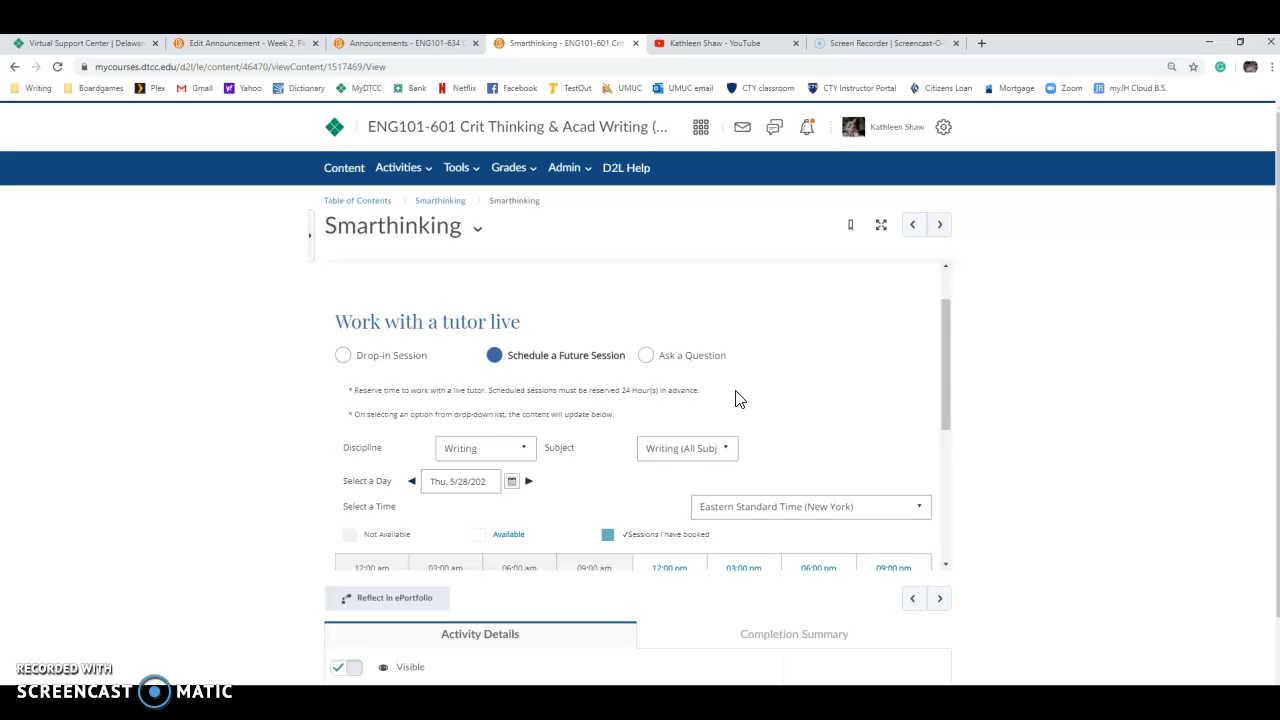 Virtual Support Center | Delawar
Edit Announcement - Week 2, Pa
Announcements - ENG101-634 C
Smarthinking - ENG101-601 Crit
Kathleen Shaw - YouTube
Screen Recorder | Screencast-O-
mycourses.dtcc.edu/d2l/le/content/46470/viewContent/1517469/View
Writing Boardgames Plex Gmail Yahoo Dictionary MyDTCC Bank Netflix Facebook TestOut UMUC UMUC email CTY classroom CTY Instructor Portal Citizens Loan Mortgage Zoom myJH Cloud B.S.
ENG101-601 Crit Thinking & Acad Writing (...
Kathleen Shaw
Content Activities Tools Grades Admin D2L Help
Table of Contents Smarthinking Smarthinking
Smarthinking
Work with a tutor live
Drop-in Session Schedule a Future Session Ask a Question
* Reserve time to work with a live tutor. Scheduled sessions must be reserved 24 Hour(s) in advance.
* On selecting an option from drop-down list, the content will update below.
Discipline Writing Subject Writing (All Subj
Select a Day Thu, 5/28/202
Select a Time Eastern Standard Time (New York)
Not Available Available ✓Sessions I have booked
12:00 am 03:00 am 06:00 am 09:00 am 12:00 pm 03:00 pm 06:00 pm 09:00 pm
Reflect in ePortfolio
Activity Details Completion Summary
Visible
RECORDED WITH
SCREENCAST MATIC